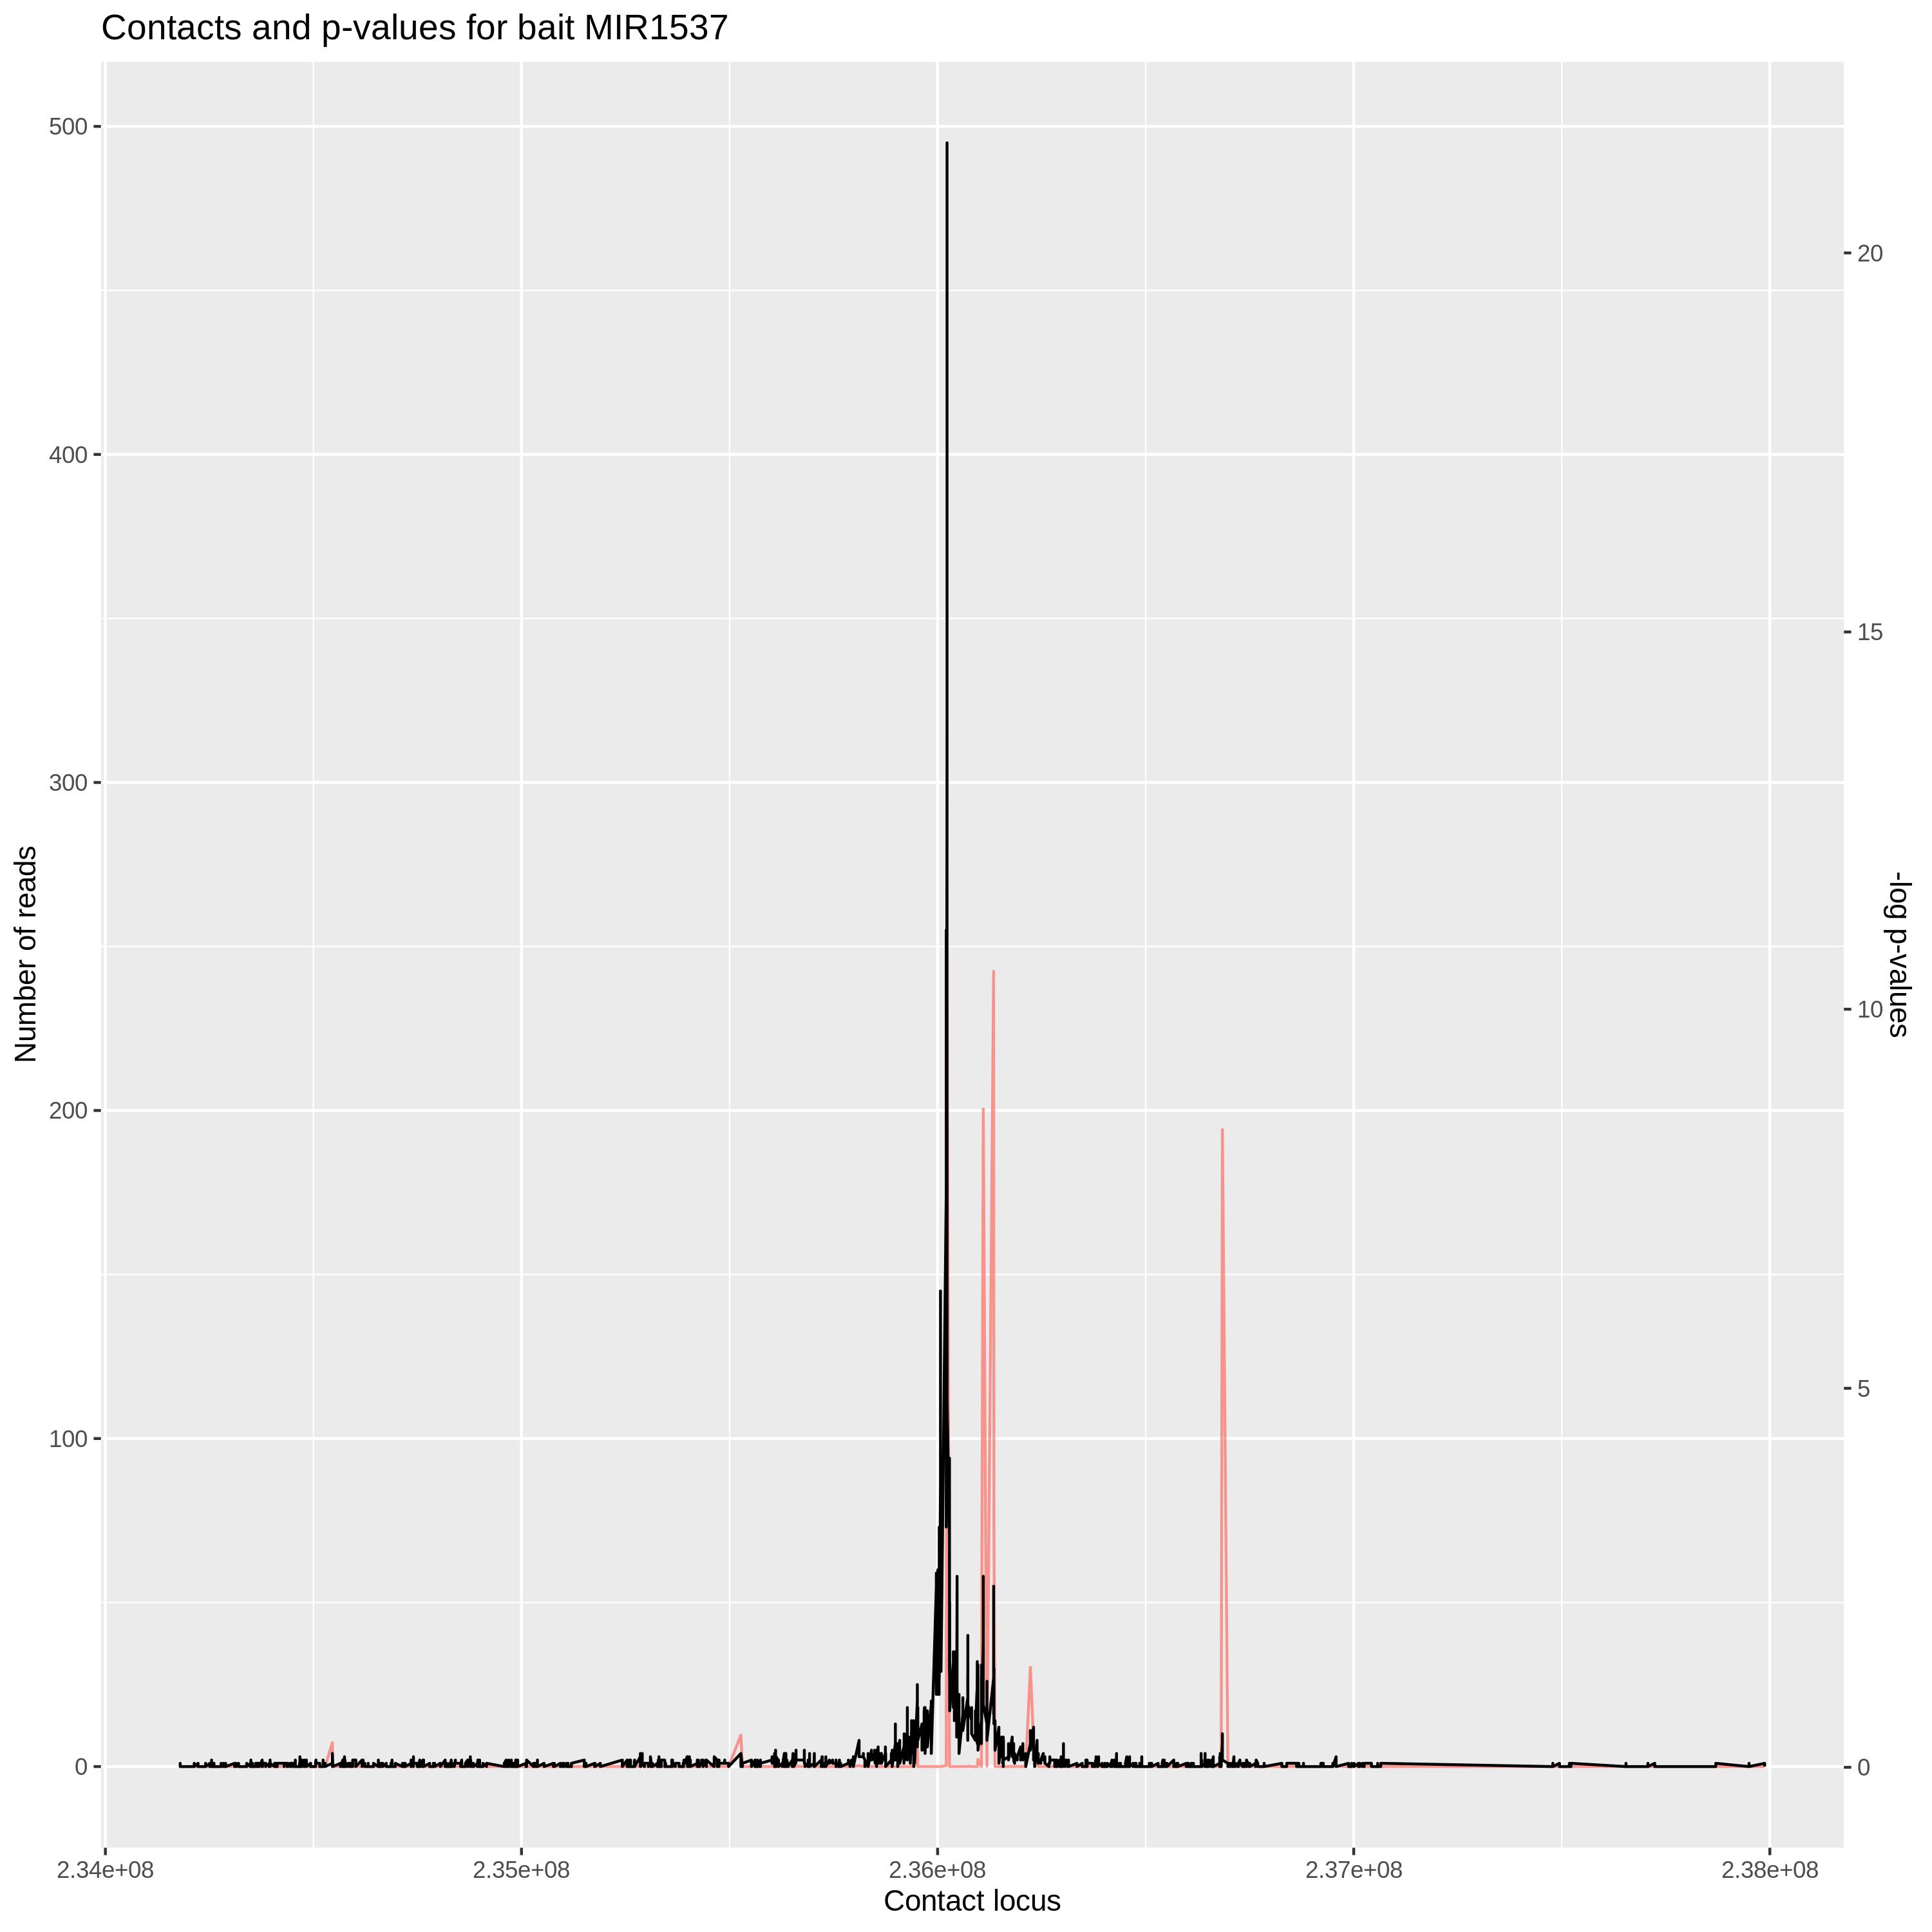 Contacts and p-values for bait MIR1537
500
400
300
200
100
0
Number of reads
20
15
10
5
0
-log p-values
2.34e+08
2.35e+08
2.36e+08
2.37e+08
2.38e+08
Contact locus